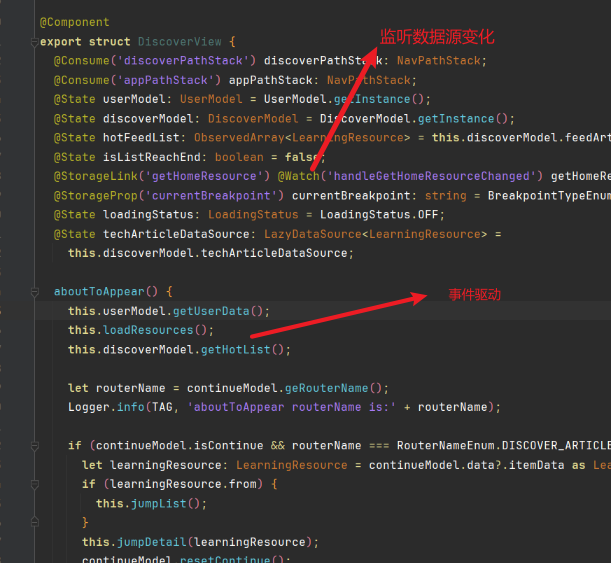 @Component
监听数据源变化
export struct DiscoverView {
@Consume('discoverPathStack') discoverPathStack: NavPathStack;
@Consume('appPathStack') appPathStack: NavPathStack;
@State userModel: UserModel = UserModel.getInstance();
@State discoverModel: DiscoverModel = DiscoverModel.getInstance();
@State hotFeedList: ObservedArray<LearningResource> = this.discoverModel.feedArt
@State isListReachEnd: boolean = false;
@StorageLink('getHomeResource') @Watch('handleGetHomeResourceChanged') getHomeRe
@StorageProp('currentBreakpoint') currentBreakpoint: string = BreakpointTypeEnum
@State loadingStatus: LoadingStatus = LoadingStatus.OFF;
@State techArticleDataSource: LazyDataSource<LearningResource> =
this.discoverModel.techArticleDataSource;
aboutToAppear() {
事件驱动
this.userModel.getUserData();
this.loadResources();
this.discoverModel.getHotList();
let routerName = continueModel.geRouterName();
Logger.info(TAG, 'aboutToAppear routerName is:' + routerName);
if (continueModel.isContinue && routerName === RouterNameEnum.DISCOVER_ARTICLE
let learningResource: LearningResource = continueModel.data?.itemData as Lea
if (learningResource.from) {
this.jumpList();
}
this.jumpDetail(learningResource);
continueModel.resetContinue();